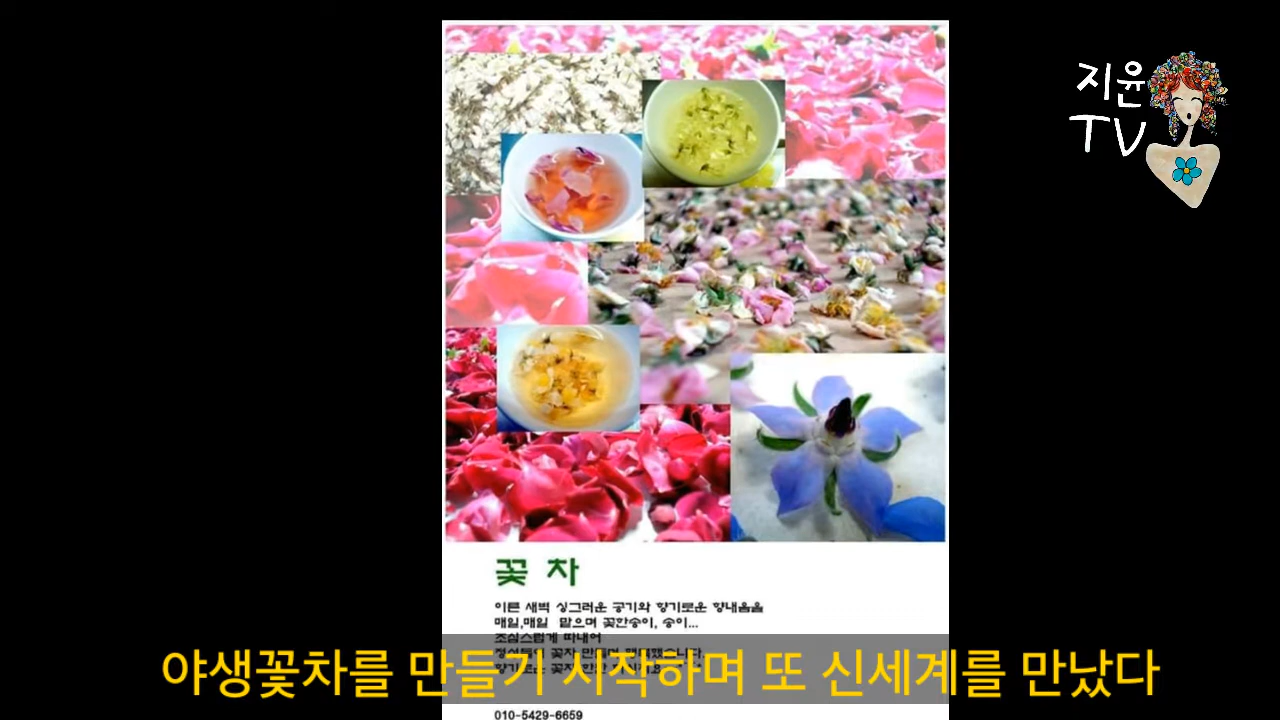 지윤
TV
꽃 차
이른 새벽 싱그러운 공기와 향기로운 향내음을
매일,매일 맡으며 꽃한송이, 송이...
조심스럽게 따내어
야생꽃차를 만들기 시작하며 또 신세계를 만났다
010-5429-6659